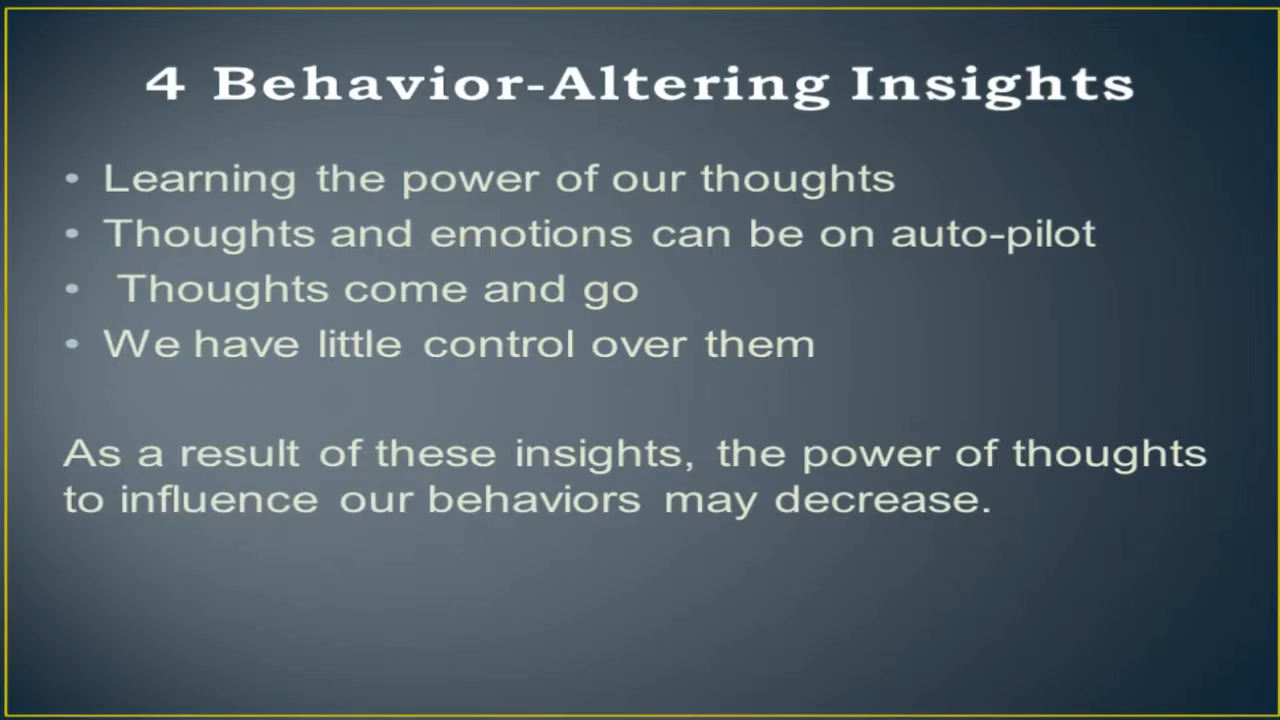 4 Behavior-Altering Insights
• Learning the power of our thoughts
• Thoughts and emotions can be on auto-pilot
• Thoughts come and go
• We have little control over them
As a result of these insights, the power of thoughts
to influence our behaviors may decrease.